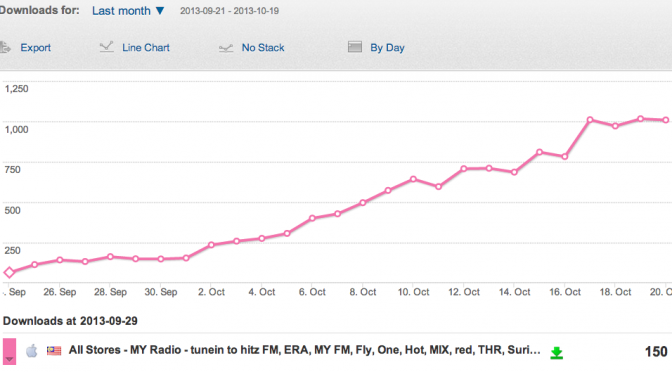 Downloads for: Last month ▼ 2013-09-21 - 2013-10-19
Export Line Chart No Stack By Day
1,250
1,000
750
500
250
. Sep 26. Sep 28. Sep 30. Sep 2. Oct 4. Oct 6. Oct 8. Oct 10. Oct 12. Oct 14. Oct 16. Oct 18. Oct 20. O
Downloads at 2013-09-29
All Stores - MY Radio - tunein to hitz FM, ERA, MY FM, Fly, One, Hot, MIX, red, THR, Suri... 150